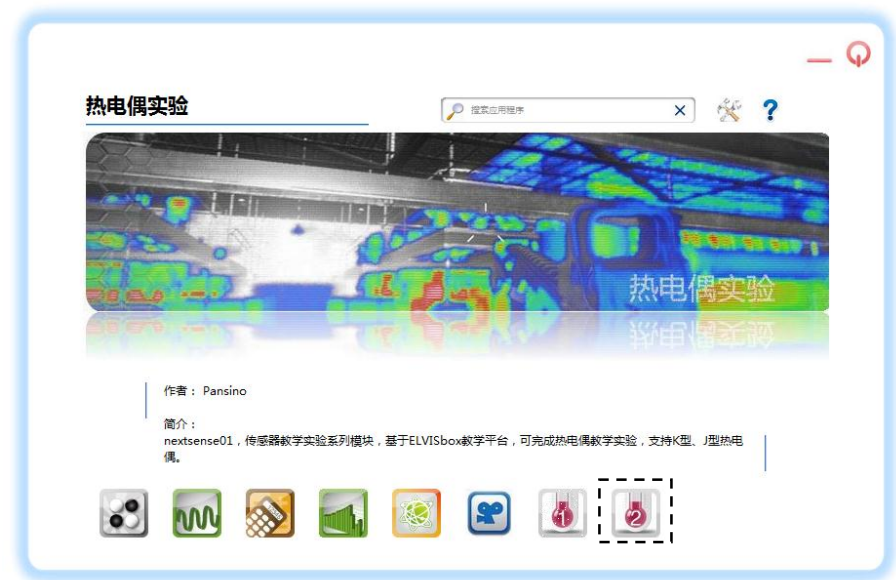 热电偶实验
搜索应用程序
热电偶实验
作者： Pansino
简介：
nextsense01，传感器教学实验系列模块，基于ELVISbox教学平台，可完成热电偶教学实验，支持K型、J型热电
偶。
1
2